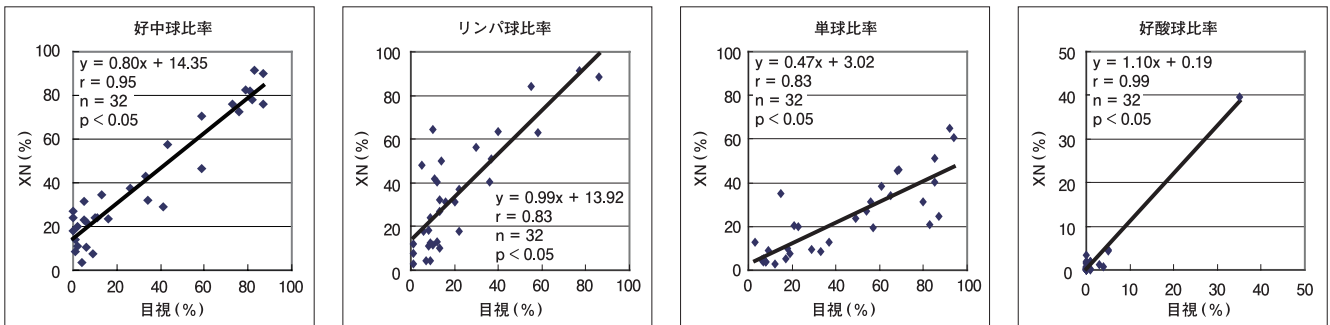 好中球比率
y = 0.80x + 14.35
r = 0.95
n = 32
p < 0.05
100
80
60
40
20
0
XN (%)
0 20 40 60 80 100
目視 (%)
リンパ球比率
y = 0.99x + 13.92
r = 0.83
n = 32
p < 0.05
100
80
60
40
20
0
XN (%)
0 20 40 60 80 100
目視 (%)
単球比率
y = 0.47x + 3.02
r = 0.83
n = 32
p < 0.05
100
80
60
40
20
0
XN (%)
0 20 40 60 80 100
目視 (%)
好酸球比率
y = 1.10x + 0.19
r = 0.99
n = 32
p < 0.05
50
40
30
20
10
0
XN (%)
0 10 20 30 40 50
目視 (%)